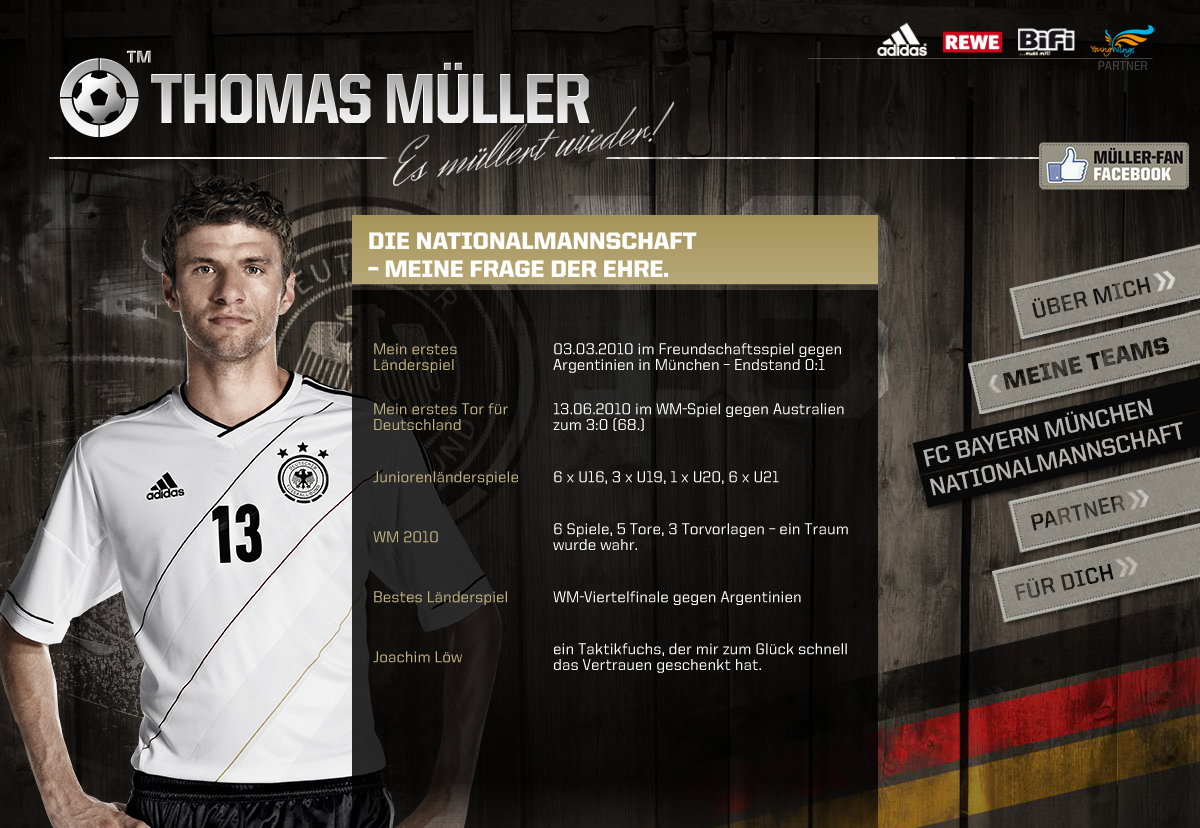 TM
THOMAS MÜLLER
Es müllert wieder!
adidas
REWE
BiFi
...muss mit!
YoungWings
PARTNER
MÜLLER-FAN
FACEBOOK
DIE NATIONALMANNSCHAFT
– MEINE FRAGE DER EHRE.
Mein erstes
Länderspiel
03.03.2010 im Freundschaftsspiel gegen
Argentinien in München – Endstand 0:1
Mein erstes Tor für
Deutschland
13.06.2010 im WM-Spiel gegen Australien
zum 3:0 (68.)
Juniorenländerspiele
6 x U16, 3 x U19, 1 x U20, 6 x U21
WM 2010
6 Spiele, 5 Tore, 3 Torvorlagen – ein Traum
wurde wahr.
Bestes Länderspiel
WM-Viertelfinale gegen Argentinien
Joachim Löw
ein Taktikfuchs, der mir zum Glück schnell
das Vertrauen geschenkt hat.
ÜBER MICH
MEINE TEAMS
FC BAYERN MÜNCHEN
NATIONALMANNSCHAFT
PARTNER
FÜR DICH
adidas
13